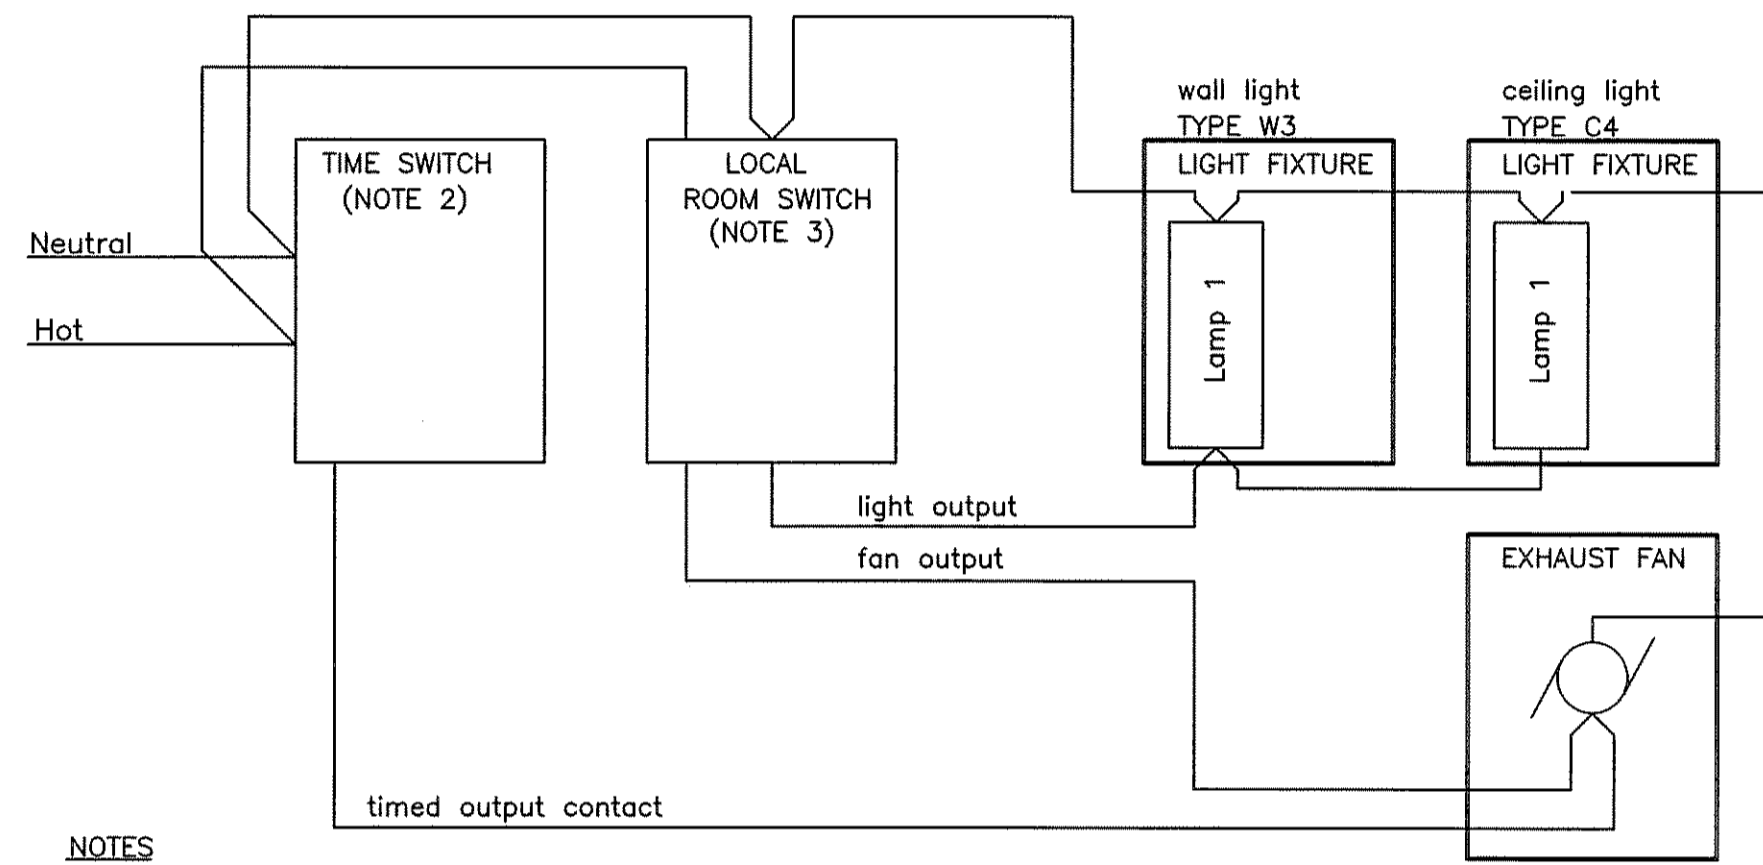 wall light
TYPE W3
ceiling light
TYPE C4
TIME SWITCH
(NOTE 2)
LOCAL
ROOM SWITCH
(NOTE 3)
LIGHT FIXTURE
LIGHT FIXTURE
Neutral
Hot
Lamp 1
Lamp 1
light output
fan output
EXHAUST FAN
timed output contact
NOTES